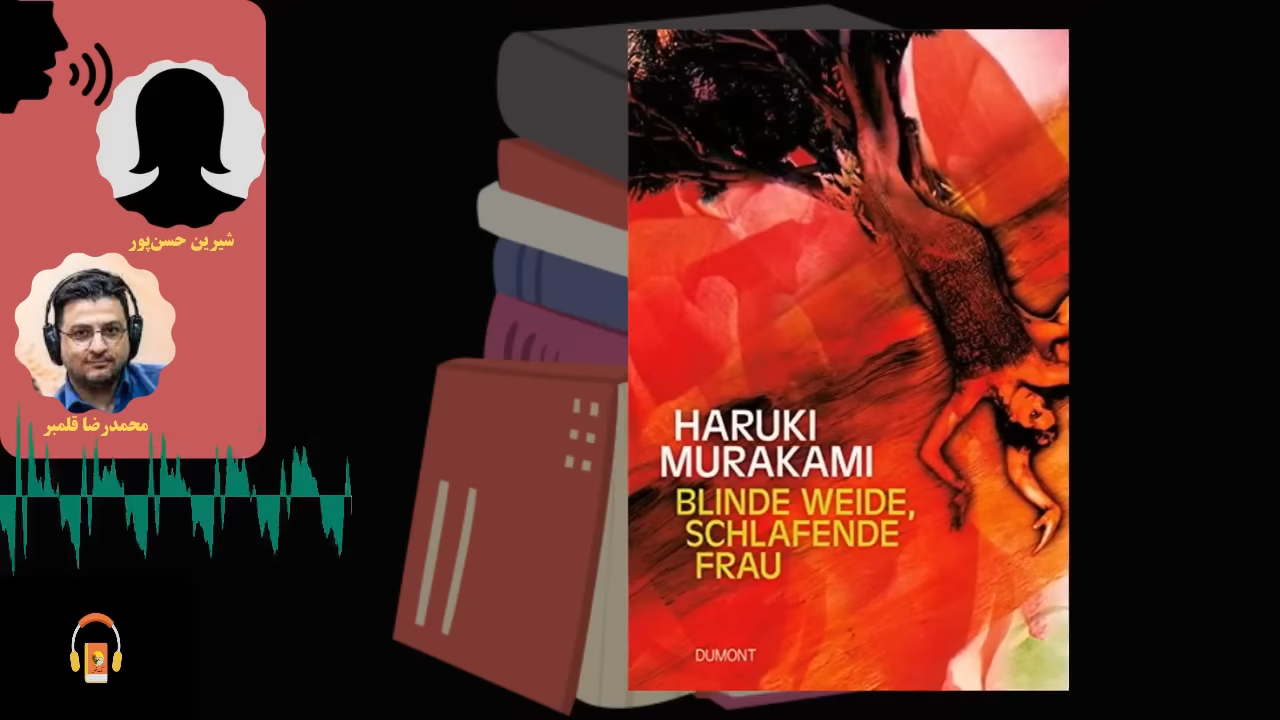 شیرین حسن‌پور
محمدرضا قلمبر
HARUKI
MURAKAMI
BLINDE WEIDE,
SCHLAFENDE
FRAU
DUMONT